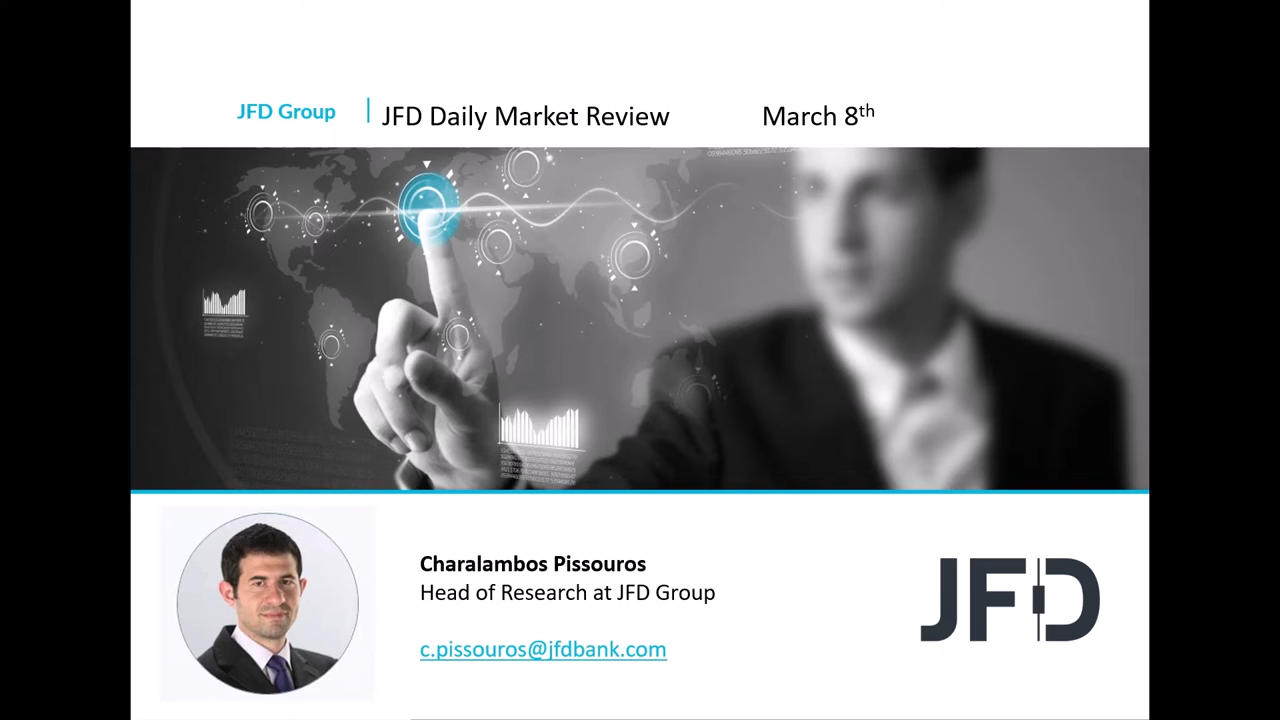 JFD Group
JFD Daily Market Review March 8th
Charalambos Pissouros
Head of Research at JFD Group
c.pissouros@jfdbank.com
JFD